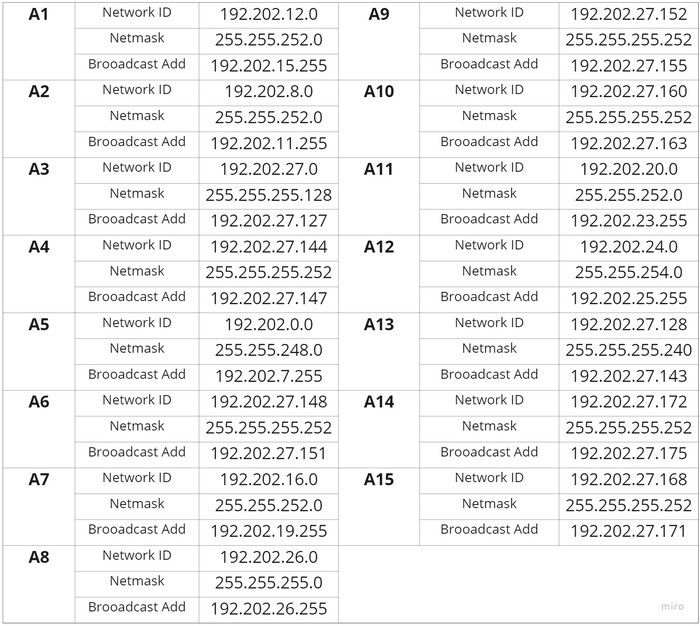 A1 Network ID 192.202.12.0
Netmask 255.255.252.0
Brooadcast Add 192.202.15.255
A2 Network ID 192.202.8.0
Netmask 255.255.252.0
Brooadcast Add 192.202.11.255
A3 Network ID 192.202.27.0
Netmask 255.255.255.128
Brooadcast Add 192.202.27.127
A4 Network ID 192.202.27.144
Netmask 255.255.255.252
Brooadcast Add 192.202.27.147
A5 Network ID 192.202.0.0
Netmask 255.255.248.0
Brooadcast Add 192.202.7.255
A6 Network ID 192.202.27.148
Netmask 255.255.255.252
Brooadcast Add 192.202.27.151
A7 Network ID 192.202.16.0
Netmask 255.255.252.0
Brooadcast Add 192.202.19.255
A8 Network ID 192.202.26.0
Netmask 255.255.255.0
Brooadcast Add 192.202.26.255
A9 Network ID 192.202.27.152
Netmask 255.255.255.252
Brooadcast Add 192.202.27.155
A10 Network ID 192.202.27.160
Netmask 255.255.255.252
Brooadcast Add 192.202.27.163
A11 Network ID 192.202.20.0
Netmask 255.255.252.0
Brooadcast Add 192.202.23.255
A12 Network ID 192.202.24.0
Netmask 255.255.254.0
Brooadcast Add 192.202.25.255
A13 Network ID 192.202.27.128
Netmask 255.255.255.240
Brooadcast Add 192.202.27.143
A14 Network ID 192.202.27.172
Netmask 255.255.255.252
Brooadcast Add 192.202.27.175
A15 Network ID 192.202.27.168
Netmask 255.255.255.252
Brooadcast Add 192.202.27.171
miro